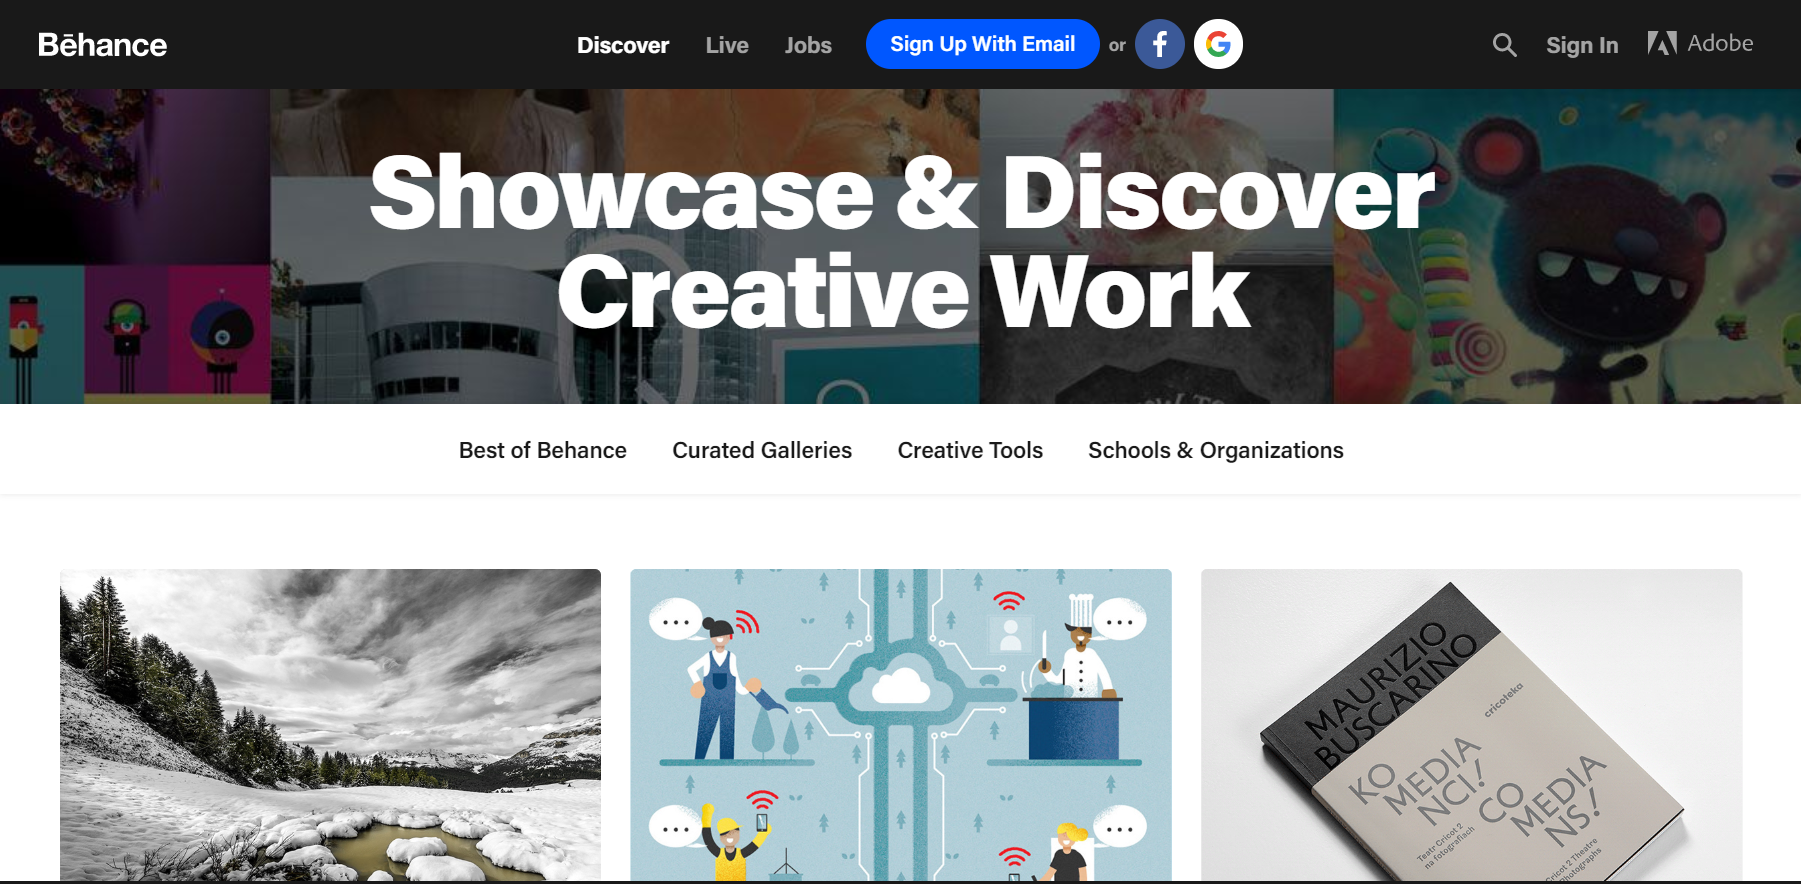 Bēhance
Discover
Live
Jobs
Sign Up With Email
or
f
G
Sign In
Adobe
Showcase & Discover
Creative Work
Best of Behance
Curated Galleries
Creative Tools
Schools & Organizations
MAURIZIO
BUSCARINO
cricoteka
KO
MEDIA
NCI!
CO
MEDIA
NS!
Teatr Cricot 2
na fotografiach
Cricot 2 Theatre
photographs